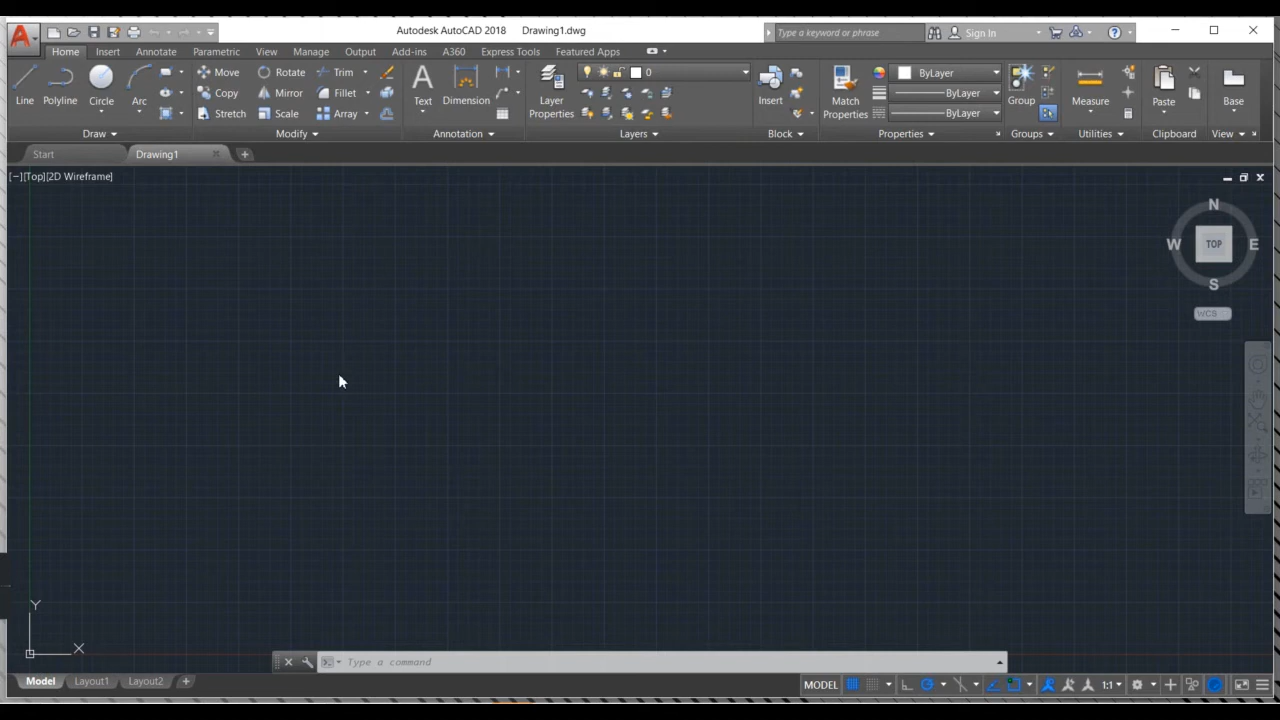 Autodesk AutoCAD 2018 Drawing1.dwg
Type a keyword or phrase
Sign In
Home Insert Annotate Parametric View Manage Output Add-ins A360 Express Tools Featured Apps
Line Polyline Circle Arc
Move Rotate Trim
Copy Mirror Fillet
Stretch Scale Array
Text Dimension
Layer Properties
0
Insert
Match Properties
ByLayer
ByLayer
ByLayer
Group
Measure
Paste
Base
Draw Modify Annotation Layers Block Properties Groups Utilities Clipboard View
Start Drawing1
[−][Top][2D Wireframe]
N
W TOP E
S
WCS
Y
X
Type a command
Model Layout1 Layout2
MODEL 1:1